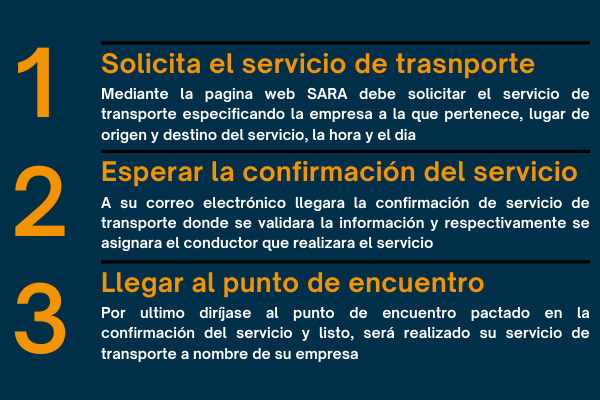 1
Solicita el servicio de trasnporte
Mediante la pagina web SARA debe solicitar el servicio de
transporte especificando la empresa a la que pertenece, lugar de
origen y destino del servicio, la hora y el dia
2
Esperar la confirmación del servicio
A su correo electrónico llegara la confirmación de servicio de
transporte donde se validara la información y respectivamente se
asignara el conductor que realizara el servicio
3
Llegar al punto de encuentro
Por ultimo diríjase al punto de encuentro pactado en la
confirmación del servicio y listo, será realizado su servicio de
transporte a nombre de su empresa